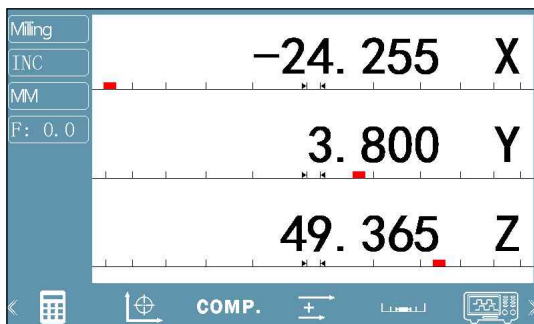 Milling
INC
MM
F: 0.0
-24.255 X
3.800 Y
49.365 Z
COMP.